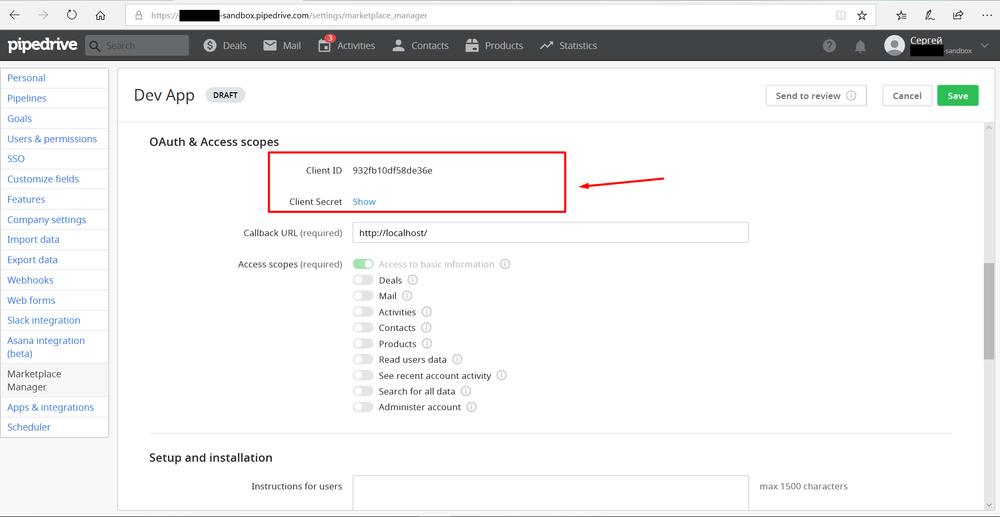 https://
-sandbox.pipedrive.com/settings/marketplace_manager
pipedrive
Search
Deals
Mail
3
Activities
Contacts
Products
Statistics
?
Сергей
-sandbox
Personal
Pipelines
Goals
Users & permissions
SSO
Customize fields
Features
Company settings
Import data
Export data
Webhooks
Web forms
Slack integration
Asana integration
(beta)
Marketplace
Manager
Apps & integrations
Scheduler
Dev App
DRAFT
Send to review
Cancel
Save
OAuth & Access scopes
Client ID 932fb10df58de36e
Client Secret Show
Callback URL (required) http://localhost/
Access scopes (required) Access to basic information
Deals
Mail
Activities
Contacts
Products
Read users data
See recent account activity
Search for all data
Administer account
Setup and installation
Instructions for users
max 1500 characters